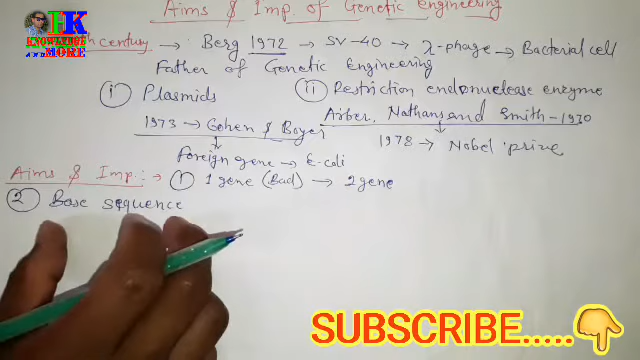 Aims & Imp. of Genetic Engineering
HK
KNOWLEDGE
MORE
th century → Berg 1972 → SV-40 → λ-phage → Bacterial cell
Father of Genetic Engineering
(i) Plasmids
(ii) Restriction endonuclease enzyme
1973 → Cohen & Boyer
Arber, Nathans and Smith-1970
Foreign gene → E-coli
1978 → Nobel prize
Aims & Imp. :→ (1) 1 gene (Bad) → 2 gene
(2) Base sequence
SUBSCRIBE.....👇